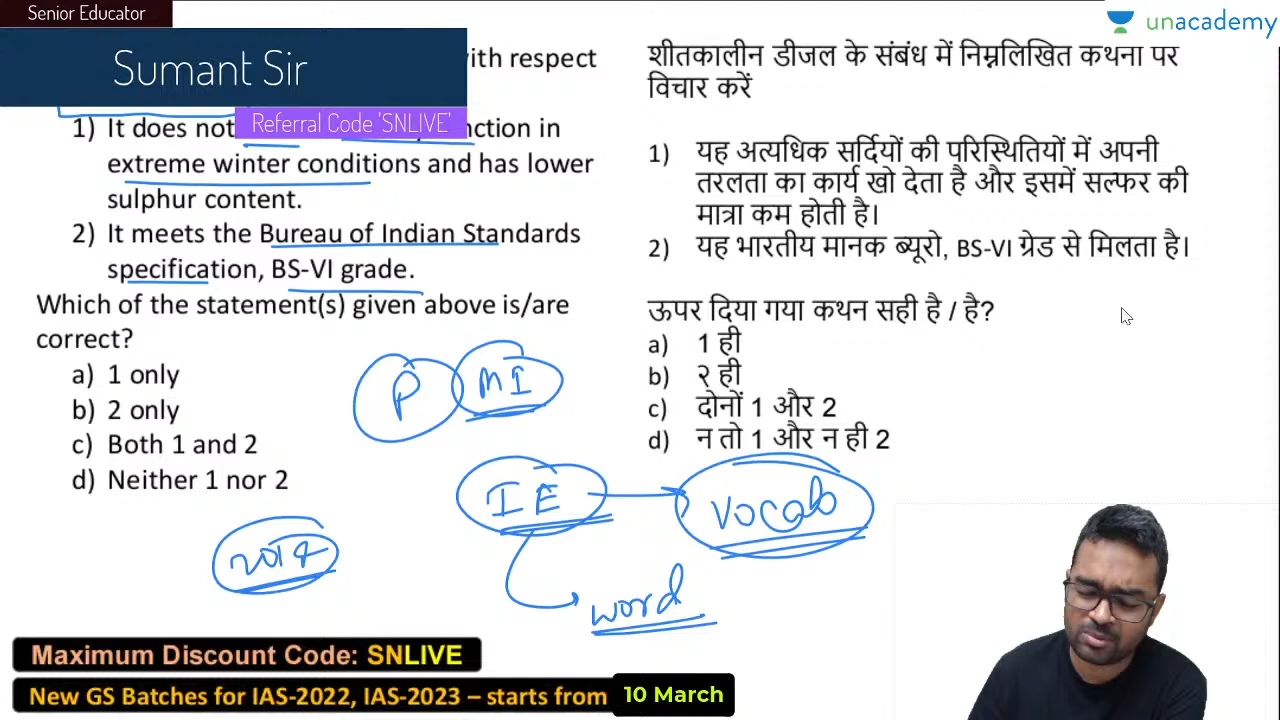 Senior Educator
Sumant Sir
Referral Code 'SNLIVE'
unacademy
with respect
1) It does not nction in
extreme winter conditions and has lower
sulphur content.
2) It meets the Bureau of Indian Standards
specification, BS-VI grade.
Which of the statement(s) given above is/are
correct?
a) 1 only
b) 2 only
c) Both 1 and 2
d) Neither 1 nor 2
शीतकालीन डीजल के संबंध में निम्नलिखित कथना पर
विचार करें
1) यह अत्यधिक सर्दियों की परिस्थितियों में अपनी
तरलता का कार्य खो देता है और इसमें सल्फर की
मात्रा कम होती है।
2) यह भारतीय मानक ब्यूरो, BS-VI ग्रेड से मिलता है।
ऊपर दिया गया कथन सही है / है?
a) 1 ही
b) २ ही
c) दोनों 1 और 2
d) न तो 1 और न ही 2
P MI
IE vocab
word
Maximum Discount Code: SNLIVE
New GS Batches for IAS-2022, IAS-2023 – starts from 10 March